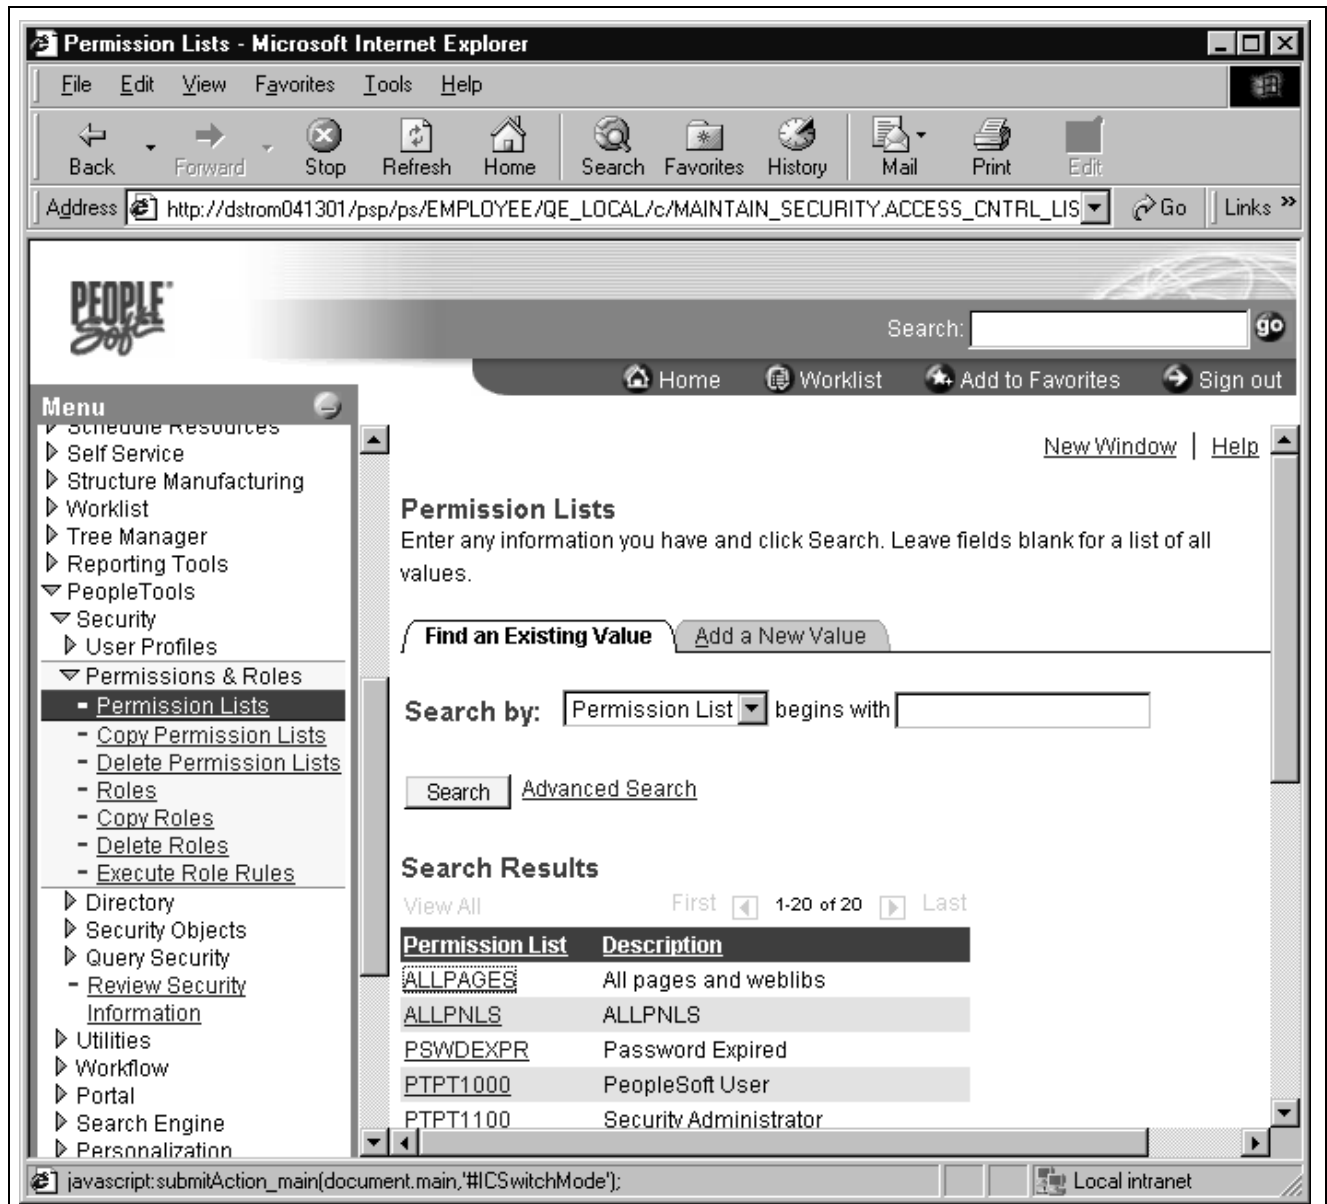 Permission Lists - Microsoft Internet Explorer
File Edit View Favorites Tools Help
Back Forward Stop Refresh Home Search Favorites History Mail Print Edit
Address http://dstrom041301/psp/ps/EMPLOYEE/QE_LOCAL/c/MAINTAIN_SECURITY.ACCESS_CNTRL_LIS Go Links »
PEOPLE
Soft
Search: go
Home Worklist Add to Favorites Sign out
Menu
Schedule Resources
Self Service
Structure Manufacturing
Worklist
Tree Manager
Reporting Tools
PeopleTools
Security
User Profiles
Permissions & Roles
- Permission Lists
- Copy Permission Lists
- Delete Permission Lists
- Roles
- Copy Roles
- Delete Roles
- Execute Role Rules
Directory
Security Objects
Query Security
- Review Security
Information
Utilities
Workflow
Portal
Search Engine
Personalization
New Window | Help
Permission Lists
Enter any information you have and click Search. Leave fields blank for a list of all
values.
Find an Existing Value Add a New Value
Search by: Permission List begins with
Search Advanced Search
Search Results
View All First 1-20 of 20 Last
Permission List Description
ALLPAGES All pages and weblibs
ALLPNLS ALLPNLS
PSWDEXPR Password Expired
PTPT1000 PeopleSoft User
PTPT1100 Security Administrator
javascript:submitAction_main(document.main,'#ICSwitchMode'); Local intranet